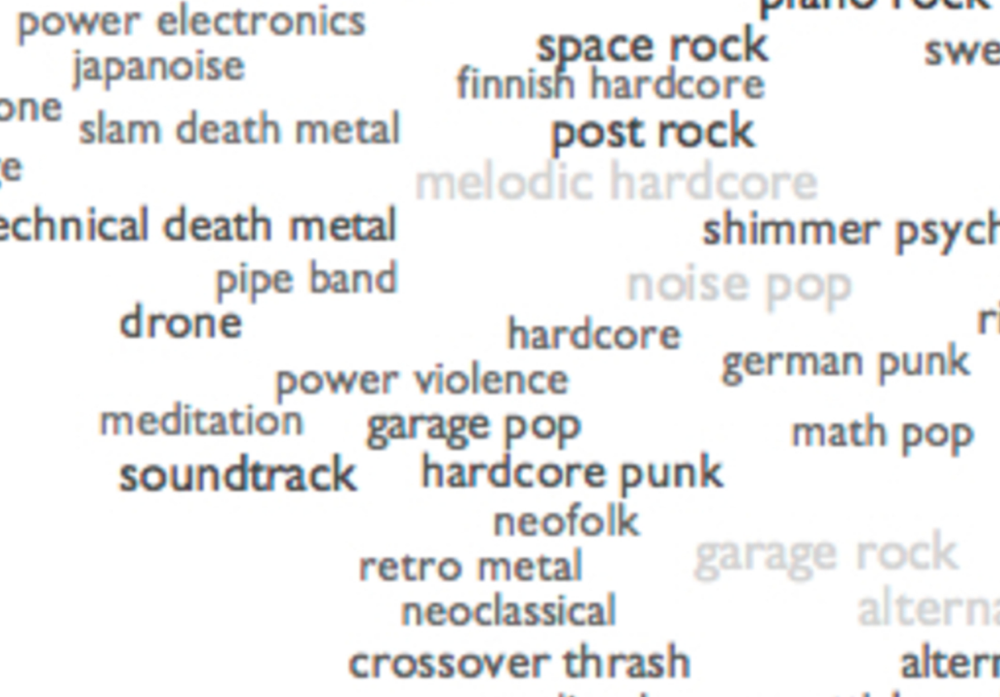 power electronics
piano rock
space rock
swe
japanoise
finnish hardcore
one
slam death metal
post rock
e
melodic hardcore
echnical death metal
shimmer psych
pipe band
noise pop
drone
hardcore
ri
german punk
power violence
meditation
garage pop
math pop
soundtrack
hardcore punk
neofolk
garage rock
retro metal
neoclassical
alterna
crossover thrash
altern